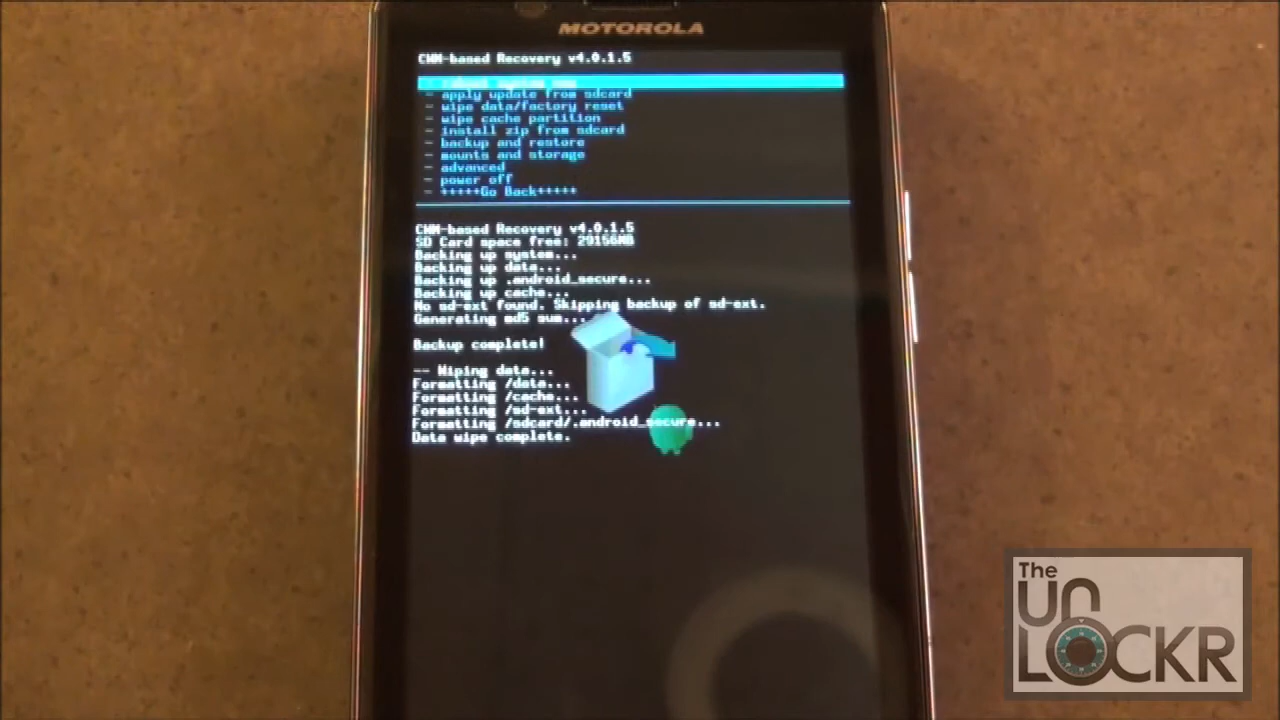 MOTOROLA
CWM-based Recovery v4.0.1.5
- reboot system now
- apply update from sdcard
- wipe data/factory reset
- wipe cache partition
- install zip from sdcard
- backup and restore
- mounts and storage
- advanced
- power off
- +++++Go Back+++++
CWM-based Recovery v4.0.1.5
SD Card space free: 29156MB
Backing up system...
Backing up data...
Backing up .android_secure...
Backing up cache...
No sd-ext found. Skipping backup of sd-ext.
Generating md5 sum...
Backup complete!
-- Wiping data...
Formatting /data...
Formatting /cache...
Formatting /sd-ext...
Formatting /sdcard/.android_secure...
Data wipe complete.
The
UN
LOCKR